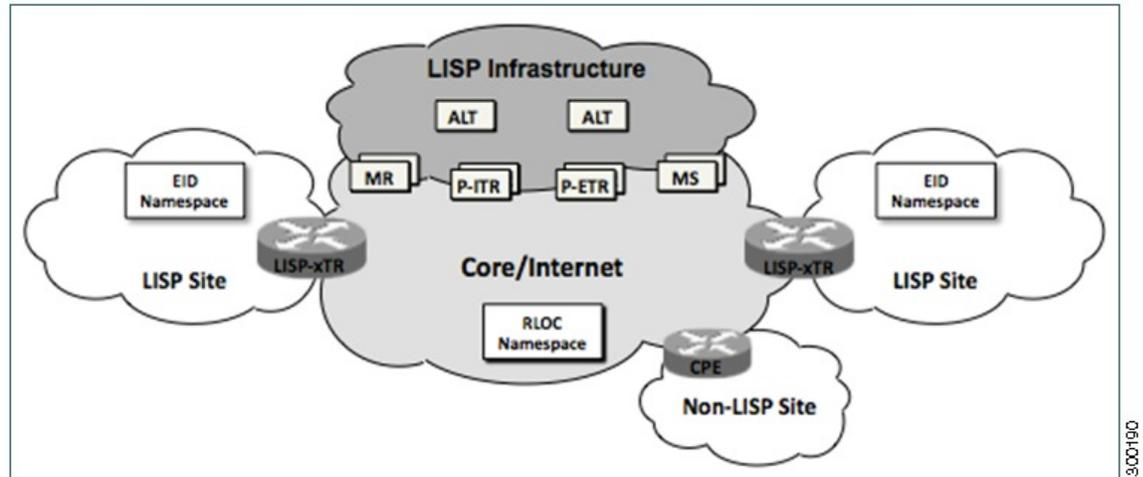 LISP Infrastructure
ALT
ALT
MR
P-ITR
P-ETR
MS
EID
Namespace
LISP Site
LISP-xTR
Core/Internet
RLOC
Namespace
LISP-xTR
EID
Namespace
LISP Site
CPE
Non-LISP Site
300190